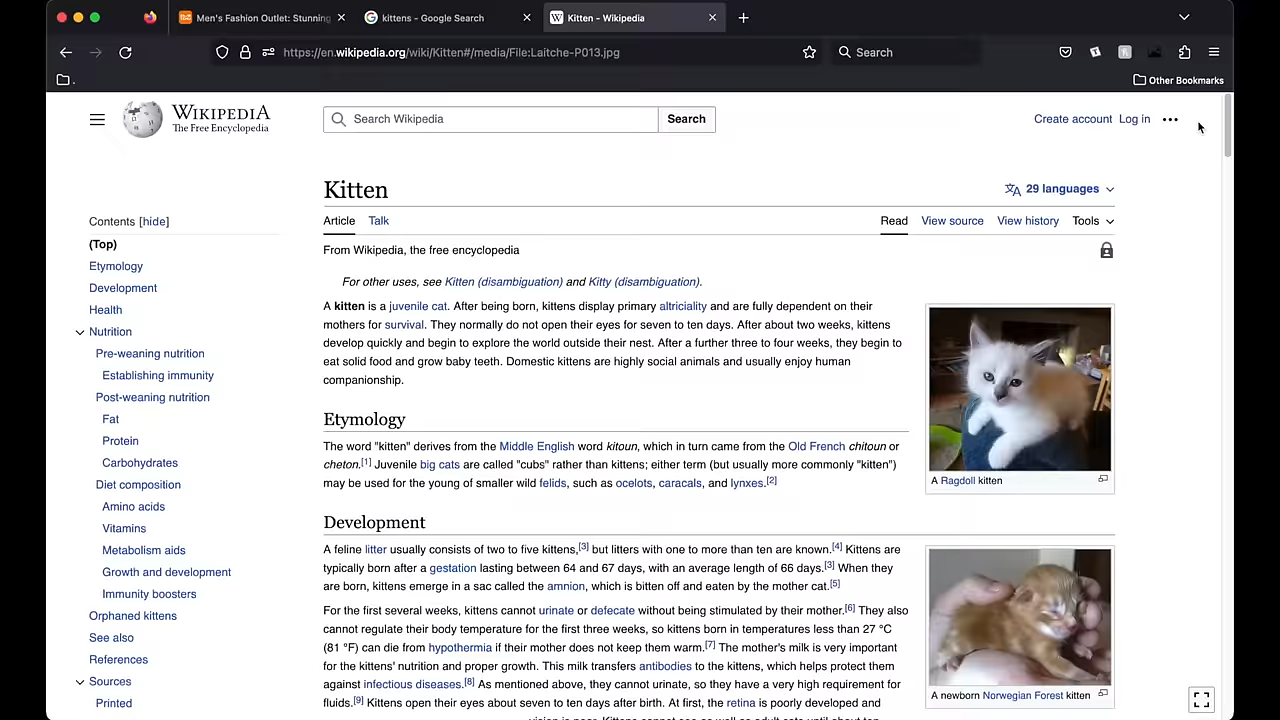 Men's Fashion Outlet: Stunning
kittens - Google Search
Kitten - Wikipedia
https://en.wikipedia.org/wiki/Kitten#/media/File:Laitche-P013.jpg
Search
.
Other Bookmarks
WIKIPEDIA
The Free Encyclopedia
Search Wikipedia
Search
Create account Log in
Kitten
29 languages
Contents [hide]
(Top)
Etymology
Development
Health
Nutrition
Pre-weaning nutrition
Establishing immunity
Post-weaning nutrition
Fat
Protein
Carbohydrates
Diet composition
Amino acids
Vitamins
Metabolism aids
Growth and development
Immunity boosters
Orphaned kittens
See also
References
Sources
Printed
Article Talk
Read View source View history Tools
From Wikipedia, the free encyclopedia
For other uses, see Kitten (disambiguation) and Kitty (disambiguation).
A kitten is a juvenile cat. After being born, kittens display primary altriciality and are fully dependent on their
mothers for survival. They normally do not open their eyes for seven to ten days. After about two weeks, kittens
develop quickly and begin to explore the world outside their nest. After a further three to four weeks, they begin to
eat solid food and grow baby teeth. Domestic kittens are highly social animals and usually enjoy human
companionship.
A Ragdoll kitten
Etymology
The word "kitten" derives from the Middle English word kitoun, which in turn came from the Old French chitoun or
cheton.[1] Juvenile big cats are called "cubs" rather than kittens; either term (but usually more commonly "kitten")
may be used for the young of smaller wild felids, such as ocelots, caracals, and lynxes.[2]
Development
A feline litter usually consists of two to five kittens,[3] but litters with one to more than ten are known.[4] Kittens are
typically born after a gestation lasting between 64 and 67 days, with an average length of 66 days.[3] When they
are born, kittens emerge in a sac called the amnion, which is bitten off and eaten by the mother cat.[5]
For the first several weeks, kittens cannot urinate or defecate without being stimulated by their mother.[6] They also
cannot regulate their body temperature for the first three weeks, so kittens born in temperatures less than 27 °C
(81 °F) can die from hypothermia if their mother does not keep them warm.[7] The mother's milk is very important
for the kittens' nutrition and proper growth. This milk transfers antibodies to the kittens, which helps protect them
against infectious diseases.[8] As mentioned above, they cannot urinate, so they have a very high requirement for
fluids.[9] Kittens open their eyes about seven to ten days after birth. At first, the retina is poorly developed and
vision is poor. Kittens cannot see as well as adult cats until about ten
A newborn Norwegian Forest kitten